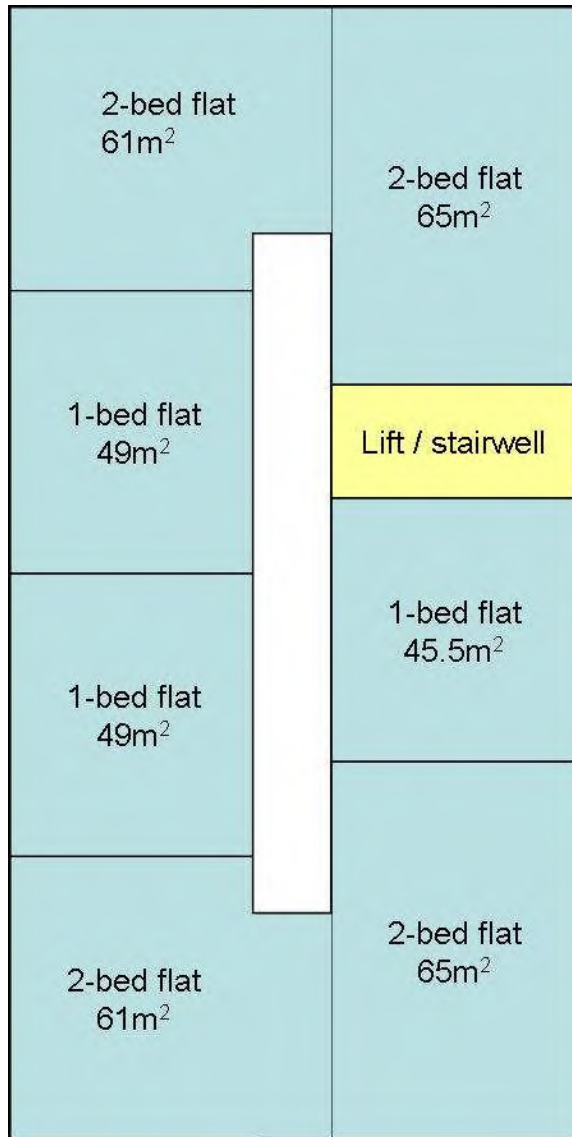 2-bed flat
61m²
2-bed flat
65m²
1-bed flat
49m²
Lift / stairwell
1-bed flat
45.5m²
1-bed flat
49m²
2-bed flat
65m²
2-bed flat
61m²